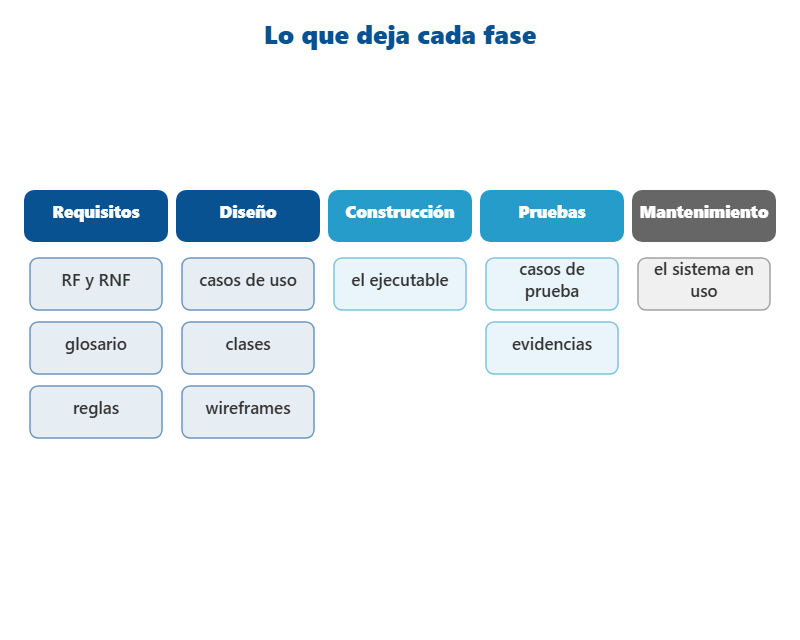 Lo que deja cada fase
Requisitos
Diseño
Construcción
Pruebas
Mantenimiento
RF y RNF
casos de uso
el ejecutable
casos de
prueba
el sistema en
uso
glosario
clases
evidencias
reglas
wireframes